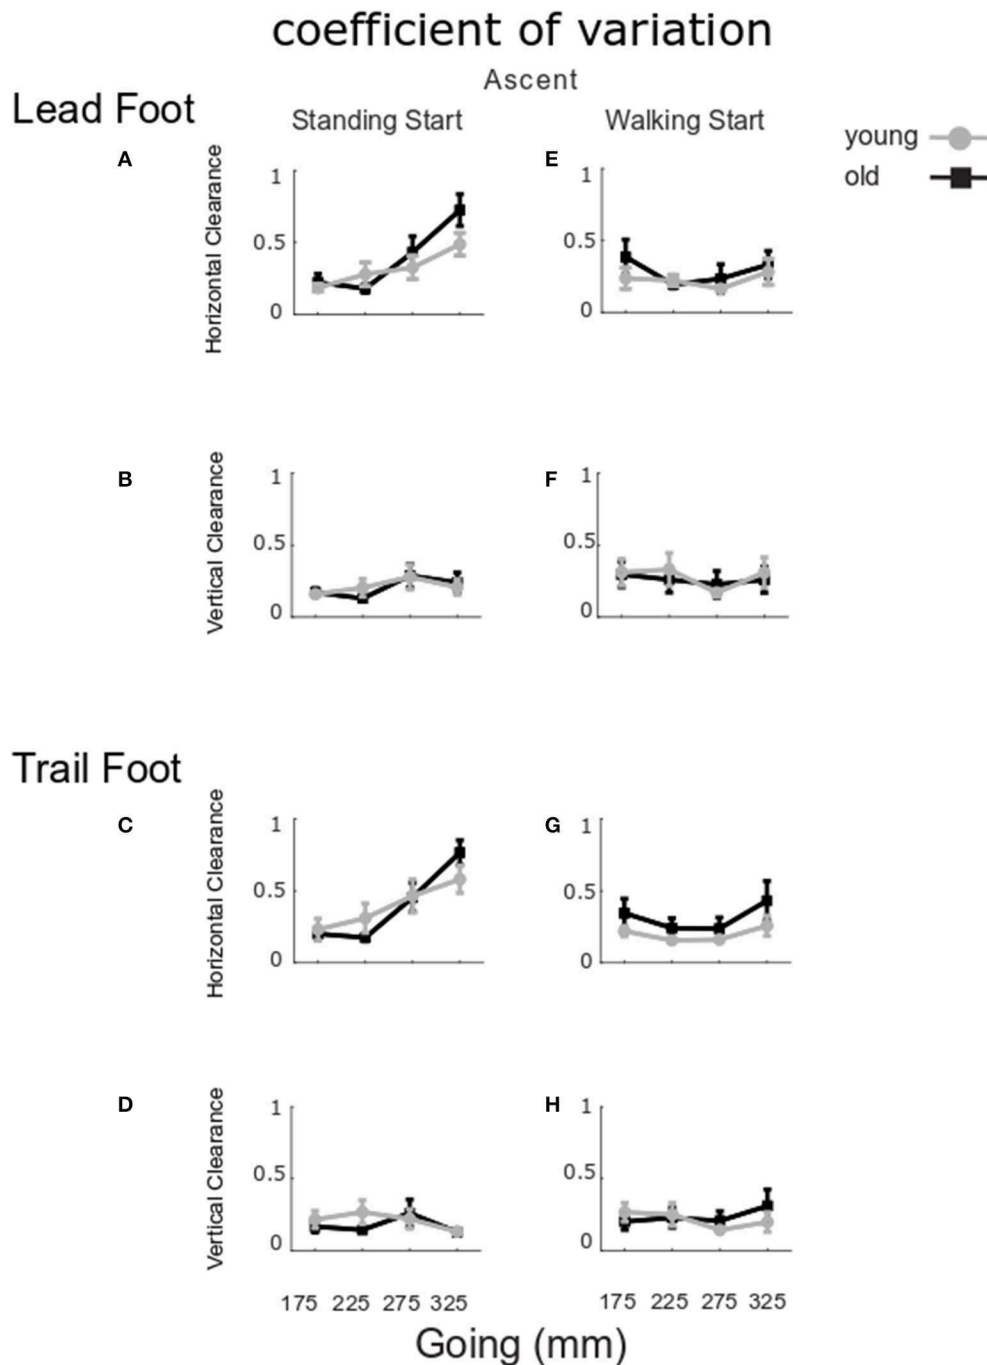 coefficient of variation
Ascent
Lead Foot
Standing Start
Walking Start
young
old
A
Horizontal Clearance
1
0.5
0
E
1
0.5
0
B
Vertical Clearance
1
0.5
0
F
1
0.5
0
Trail Foot
C
Horizontal Clearance
1
0.5
0
G
1
0.5
0
D
Vertical Clearance
1
0.5
0
H
1
0.5
0
175 225 275 325
175 225 275 325
Going (mm)